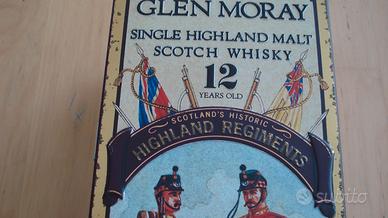 GLEN MORAY
SINGLE HIGHLAND MALT
SCOTCH WHISKY
12
YEARS OLD
SCOTLAND'S HISTORIC
HIGHLAND REGIMENTS
subito